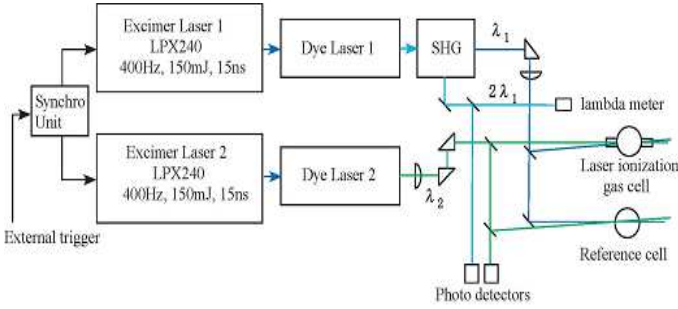 Excimer Laser 1
LPX240
400Hz, 150mJ, 15ns
Dye Laser 1
SHG
λ₁
2λ₁
lambda meter
Synchro
Unit
Excimer Laser 2
LPX240
400Hz, 150mJ, 15ns
Dye Laser 2
λ₂
Laser ionization
gas cell
External trigger
Reference cell
Photo detectors